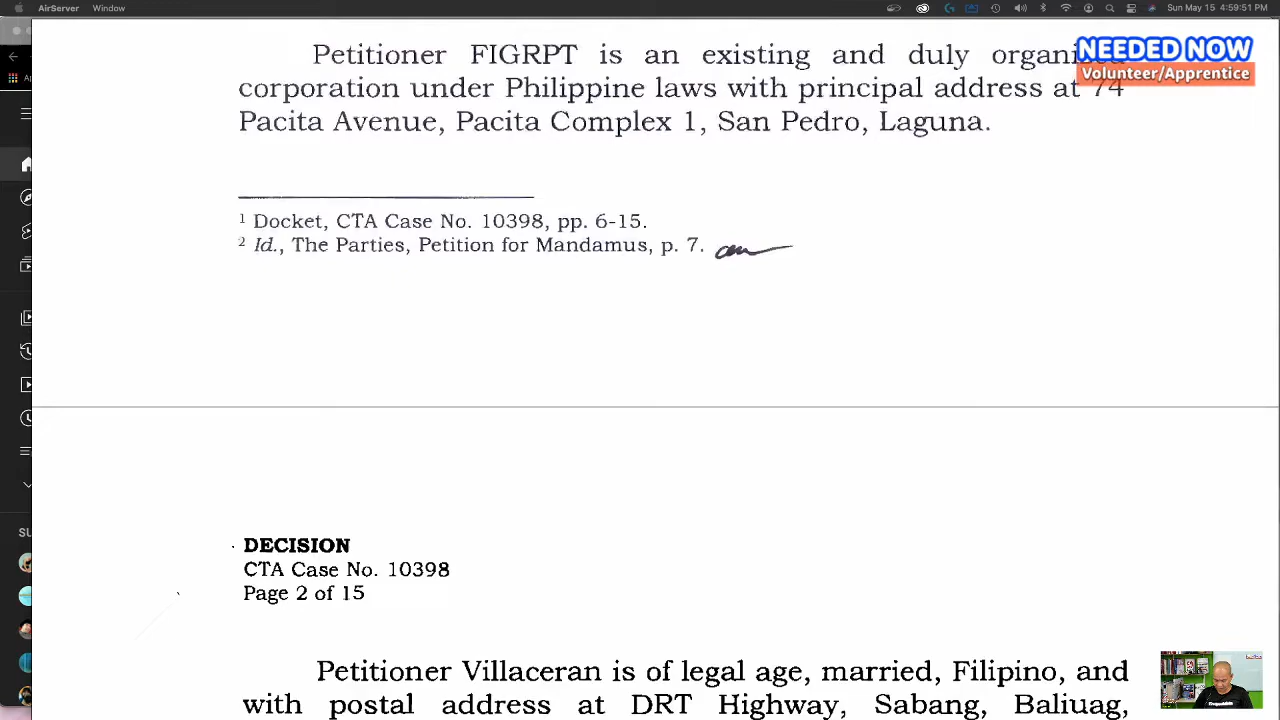 AirServer Window Sun May 15 4:59:51 PM
NEEDED NOW
Volunteer/Apprentice
Petitioner FIGRPT is an existing and duly
corporation under Philippine laws with principal address at 74
Pacita Avenue, Pacita Complex 1, San Pedro, Laguna.
1 Docket, CTA Case No. 10398, pp. 6-15.
2 Id., The Parties, Petition for Mandamus, p. 7.
DECISION
CTA Case No. 10398
Page 2 of 15
Petitioner Villaceran is of legal age, married, Filipino, and
with postal address at DRT Highway, Sabang, Baliuag,